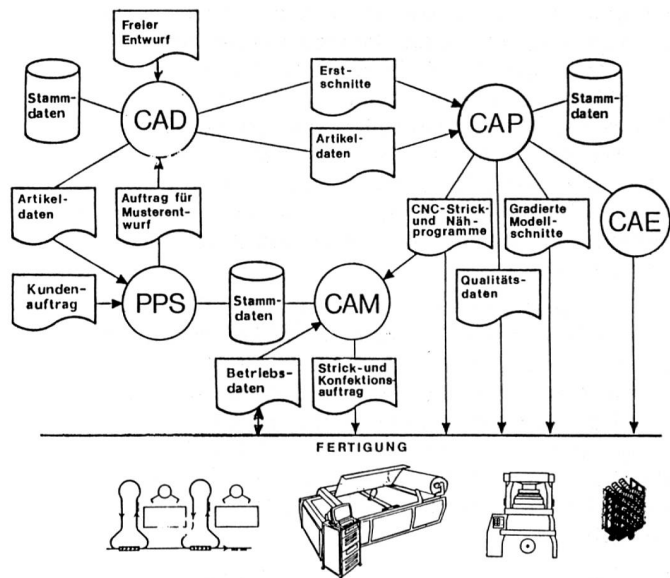 Freier
Entwurf
Stamm-
daten
CAD
Erst-
schnitte
CAP
Stamm-
daten
Artikel-
daten
Artikel-
daten
Auftrag für
Musterent-
wurf
CNC-Strick-
und Näh-
programme
Gradierte
Modell-
schnitte
CAE
Kunden-
auftrag
PPS
Stamm-
daten
CAM
Qualitäts-
daten
Betriebs-
daten
Strick-und
Konfektions-
auftrag
FERTIGUNG